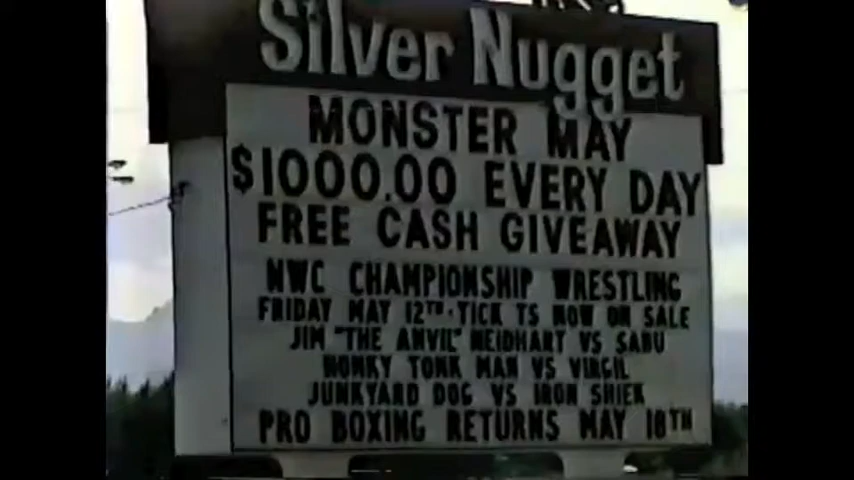 Silver Nugget
MONSTER MAY
$1000.00 EVERY DAY
FREE CASH GIVEAWAY
NWC CHAMPIONSHIP WRESTLING
FRIDAY MAY 12TH·TICK TS NOW ON SALE
JIM "THE ANVIL" NEIDHART VS SABU
HONKY TONK MAN VS VIRGIL
JUNKYARD DOG VS IRON SHIEK
PRO BOXING RETURNS MAY 18TH